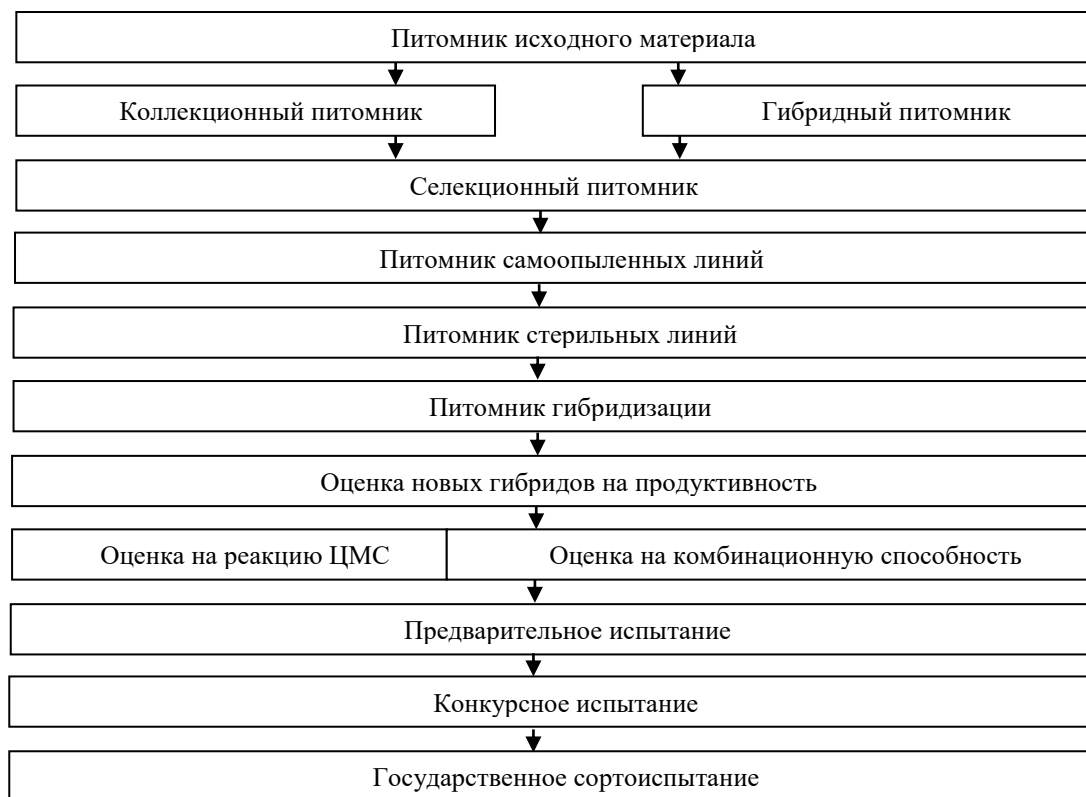 Питомник исходного материала
Коллекционный питомник
Гибридный питомник
Селекционный питомник
Питомник самоопыленных линий
Питомник стерильных линий
Питомник гибридизации
Оценка новых гибридов на продуктивность
Оценка на реакцию ЦМС
Оценка на комбинационную способность
Предварительное испытание
Конкурсное испытание
Государственное сортоиспытание